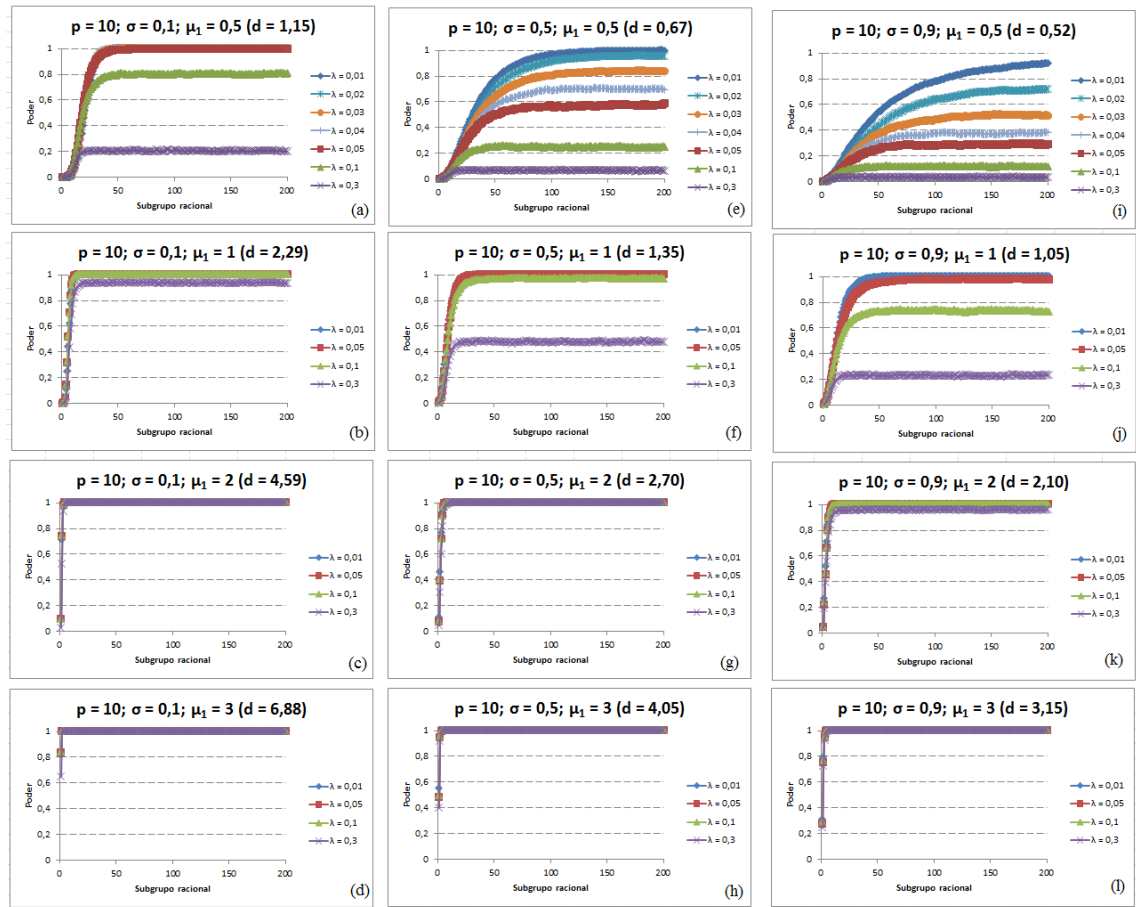 p = 10; σ = 0,1; μ1 = 0,5 (d = 1,15)
Poder
1
0,8
0,6
0,4
0,2
0
0 50 100 150 200
Subgrupo racional
λ = 0,01
λ = 0,02
λ = 0,03
λ = 0,04
λ = 0,05
λ = 0,1
λ = 0,3
(a)
p = 10; σ = 0,5; μ1 = 0,5 (d = 0,67)
Poder
1
0,8
0,6
0,4
0,2
0
0 50 100 150 200
Subgrupo racional
λ = 0,01
λ = 0,02
λ = 0,03
λ = 0,04
λ = 0,05
λ = 0,1
λ = 0,3
(e)
p = 10; σ = 0,9; μ1 = 0,5 (d = 0,52)
Poder
1
0,8
0,6
0,4
0,2
0
0 50 100 150 200
Subgrupo racional
λ = 0,01
λ = 0,02
λ = 0,03
λ = 0,04
λ = 0,05
λ = 0,1
λ = 0,3
(i)
p = 10; σ = 0,1; μ1 = 1 (d = 2,29)
Poder
1
0,8
0,6
0,4
0,2
0
0 50 100 150 200
Subgrupo racional
λ = 0,01
λ = 0,05
λ = 0,1
λ = 0,3
(b)
p = 10; σ = 0,5; μ1 = 1 (d = 1,35)
Poder
1
0,8
0,6
0,4
0,2
0
0 50 100 150 200
Subgrupo racional
λ = 0,01
λ = 0,05
λ = 0,1
λ = 0,3
(f)
p = 10; σ = 0,9; μ1 = 1 (d = 1,05)
Poder
1
0,8
0,6
0,4
0,2
0
0 50 100 150 200
Subgrupo racional
λ = 0,01
λ = 0,05
λ = 0,1
λ = 0,3
(j)
p = 10; σ = 0,1; μ1 = 2 (d = 4,59)
Poder
1
0,8
0,6
0,4
0,2
0
0 50 100 150 200
Subgrupo racional
λ = 0,01
λ = 0,05
λ = 0,1
λ = 0,3
(c)
p = 10; σ = 0,5; μ1 = 2 (d = 2,70)
Poder
1
0,8
0,6
0,4
0,2
0
0 50 100 150 200
Subgrupo racional
λ = 0,01
λ = 0,05
λ = 0,1
λ = 0,3
(g)
p = 10; σ = 0,9; μ1 = 2 (d = 2,10)
Poder
1
0,8
0,6
0,4
0,2
0
0 50 100 150 200
Subgrupo racional
λ = 0,01
λ = 0,05
λ = 0,1
λ = 0,3
(k)
p = 10; σ = 0,1; μ1 = 3 (d = 6,88)
Poder
1
0,8
0,6
0,4
0,2
0
0 50 100 150 200
Subgrupo racional
λ = 0,01
λ = 0,05
λ = 0,1
λ = 0,3
(d)
p = 10; σ = 0,5; μ1 = 3 (d = 4,05)
Poder
1
0,8
0,6
0,4
0,2
0
0 50 100 150 200
Subgrupo racional
λ = 0,01
λ = 0,05
λ = 0,1
λ = 0,3
(h)
p = 10; σ = 0,9; μ1 = 3 (d = 3,15)
Poder
1
0,8
0,6
0,4
0,2
0
0 50 100 150 200
Subgrupo racional
λ = 0,01
λ = 0,05
λ = 0,1
λ = 0,3
(l)